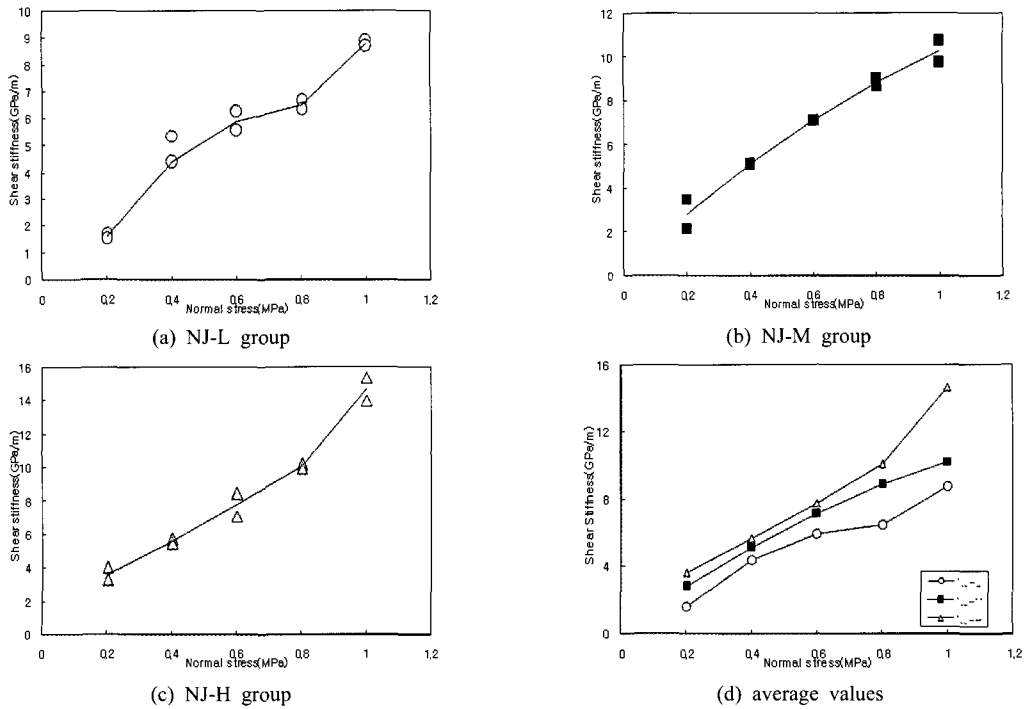 10
9
8
7
6
5
4
3
2
1
0
Shear stiffness(GPa/m)
0 0,2 0,4 0,6 0,8 1 1,2
Normal stress(MPa)
(a) NJ-L group
12
10
8
6
4
2
0
Shear stiffness(GPa/m)
0 0,2 0,4 0,6 0,8 1 1,2
Normal stress(MPa)
(b) NJ-M group
16
14
12
10
8
6
4
2
0
Shear stiffness(GPa/m)
0 0,2 0,4 0,6 0,8 1 1,2
Normal stress(MPa)
(c) NJ-H group
16
12
8
4
0
Shear Stiffness(GPa/m)
0 0,2 0,4 0,6 0,8 1 1,2
Normal stress(MPa)
(d) average values